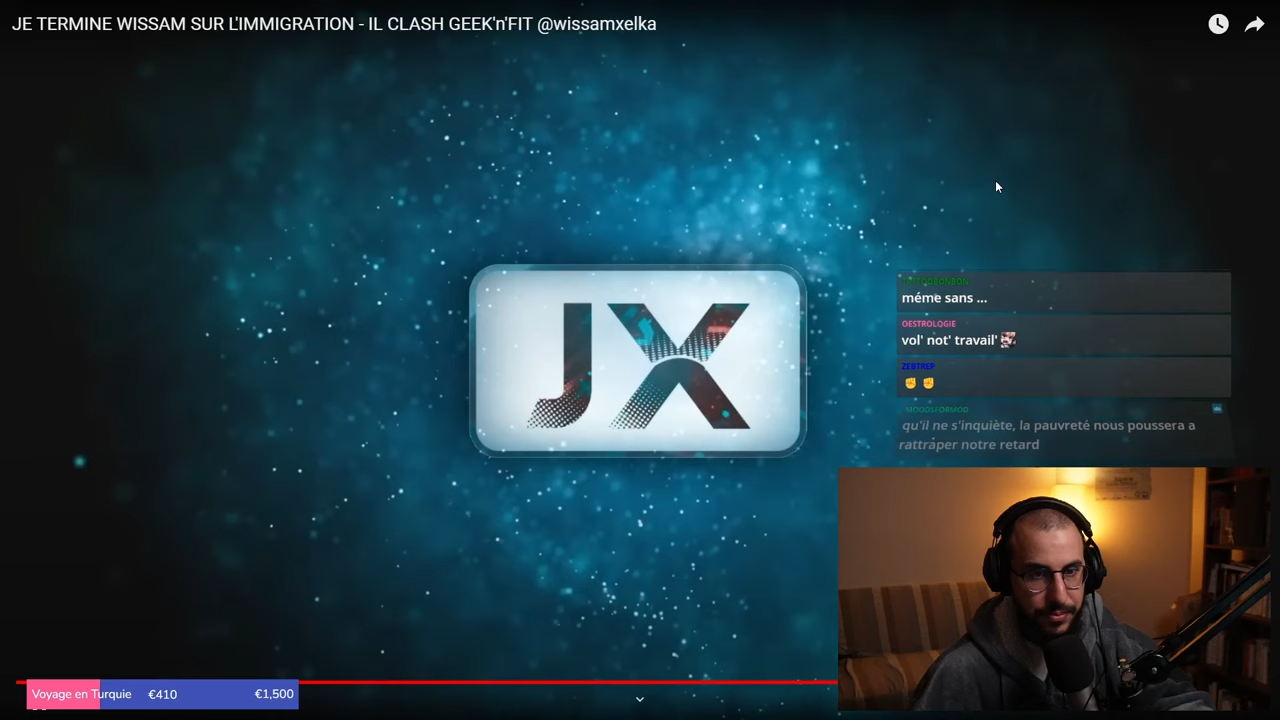 JE TERMINE WISSAM SUR L'IMMIGRATION - IL CLASH GEEK'n'FIT @wissamxelka
JX
méme sans ...
OESTROLOGIE
vol' not' travail'
ZEBTREP
MOODSFORMOD
qu'il ne s'inquiète, la pauvreté nous poussera a
rattraper notre retard
Voyage en Turquie €410 €1,500